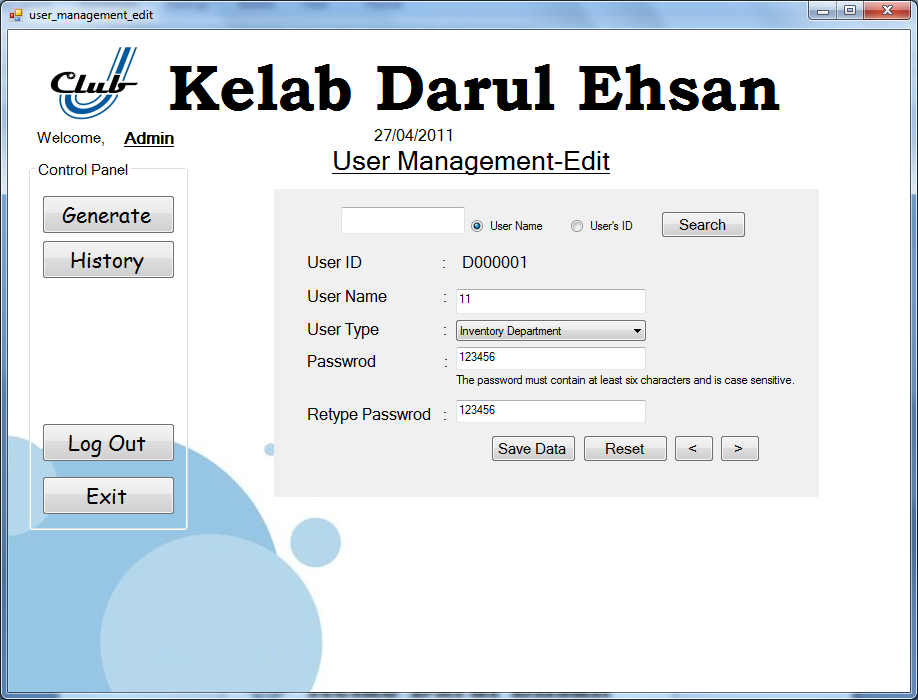 user_management_edit
Club
Kelab Darul Ehsan
Welcome, Admin
27/04/2011
User Management-Edit
Control Panel
Generate
History
Log Out
Exit
User Name User's ID Search
User ID : D000001
User Name : 11
User Type : Inventory Department
Passwrod : 123456
The password must contain at least six characters and is case sensitive.
Retype Passwrod : 123456
Save Data Reset < >